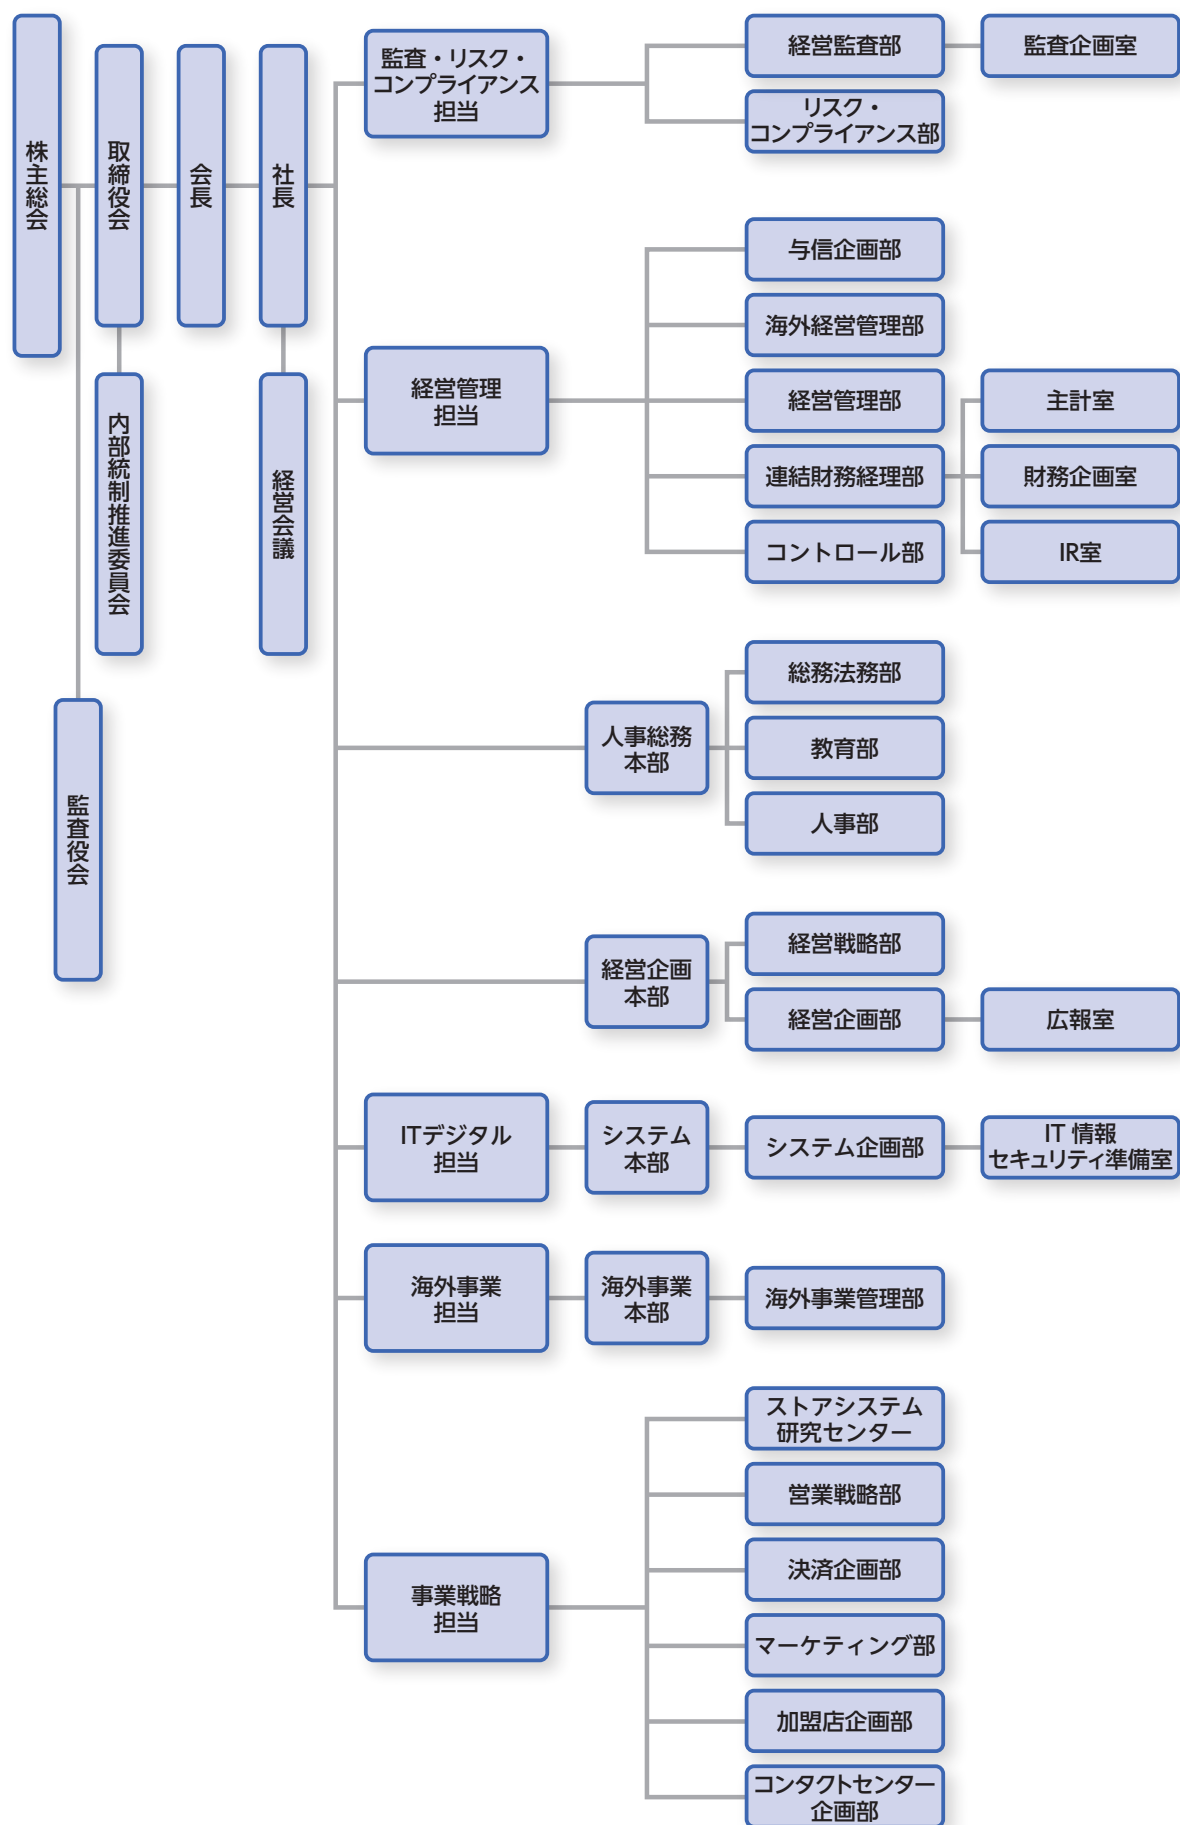 株主総会
取締役会
会長
社長
内部統制推進委員会
経営会議
監査役会
監査・リスク・
コンプライアンス
担当
経営監査部
監査企画室
リスク・
コンプライアンス部
経営管理
担当
与信企画部
海外経営管理部
経営管理部
連結財務経理部
主計室
財務企画室
IR室
コントロール部
人事総務
本部
総務法務部
教育部
人事部
経営企画
本部
経営戦略部
経営企画部
広報室
ITデジタル
担当
システム
本部
システム企画部
IT 情報
セキュリティ準備室
海外事業
担当
海外事業
本部
海外事業管理部
事業戦略
担当
ストアシステム
研究センター
営業戦略部
決済企画部
マーケティング部
加盟店企画部
コンタクトセンター
企画部